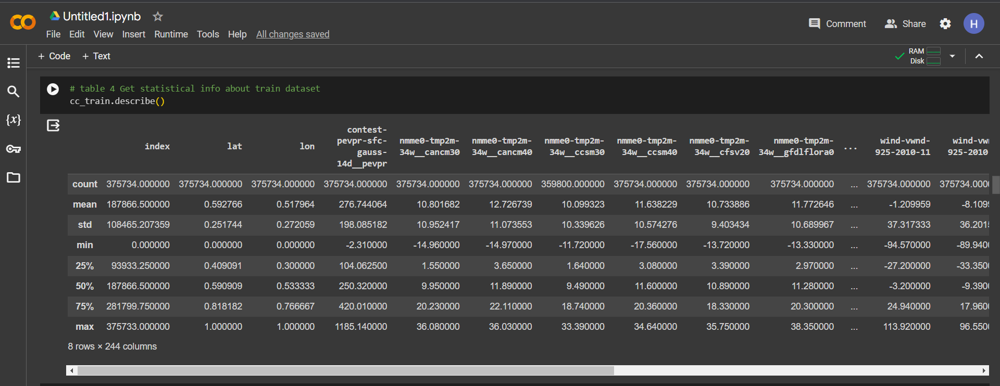 Untitled1.ipynb
Comment Share H
File Edit View Insert Runtime Tools Help All changes saved
+ Code + Text RAM
Disk
{x}
# table 4 Get statistical info about train dataset
cc_train.describe()
index lat lon contest-pevpr-sfc-gauss-14d__pevpr nmme0-tmp2m-34w__cancm30 nmme0-tmp2m-34w__cancm40 nmme0-tmp2m-34w__ccsm30 nmme0-tmp2m-34w__ccsm40 nmme0-tmp2m-34w__cfsv20 nmme0-tmp2m-34w__gfdlflora0 ... wind-vwnd-925-2010-11 wind-vw 925-2010
count 375734.000000 375734.000000 375734.000000 375734.000000 375734.000000 375734.000000 359800.000000 375734.000000 375734.000000 375734.000000 ... 375734.000000 375734.000
mean 187866.500000 0.592766 0.517964 276.744064 10.801682 12.726739 10.099323 11.638229 10.733886 11.772646 ... -1.209959 -8.109
std 108465.207359 0.251744 0.272059 198.085182 10.952417 11.073553 10.339626 10.574276 9.403434 10.689967 ... 37.317333 36.201
min 0.000000 0.000000 0.000000 -2.310000 -14.960000 -14.970000 -11.720000 -17.560000 -13.720000 -13.330000 ... -94.570000 -89.940
25% 93933.250000 0.409091 0.300000 104.062500 1.550000 3.650000 1.640000 3.080000 3.390000 2.970000 ... -27.200000 -33.350
50% 187866.500000 0.590909 0.533333 250.320000 9.950000 11.890000 9.490000 11.600000 10.890000 11.280000 ... -3.200000 -9.390
75% 281799.750000 0.818182 0.766667 420.010000 20.230000 22.110000 18.740000 20.360000 18.330000 20.300000 ... 24.940000 17.960
max 375733.000000 1.000000 1.000000 1185.140000 36.080000 36.030000 33.390000 34.640000 35.750000 38.350000 ... 113.920000 96.550
8 rows × 244 columns